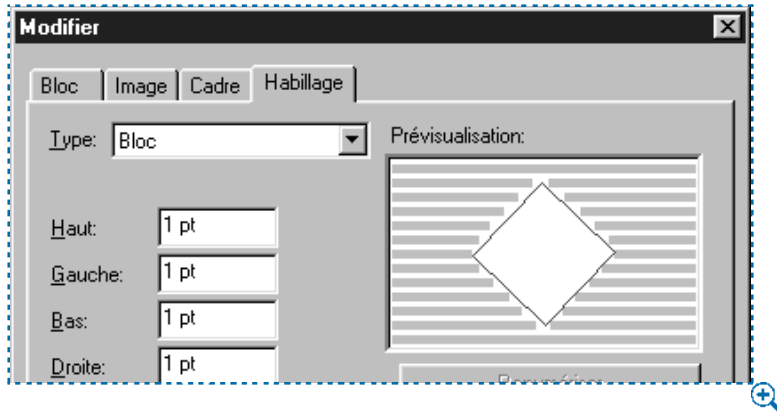 Modifier
Bloc Image Cadre Habillage
Type: Bloc
Prévisualisation:
Haut: 1 pt
Gauche: 1 pt
Bas: 1 pt
Droite: 1 pt